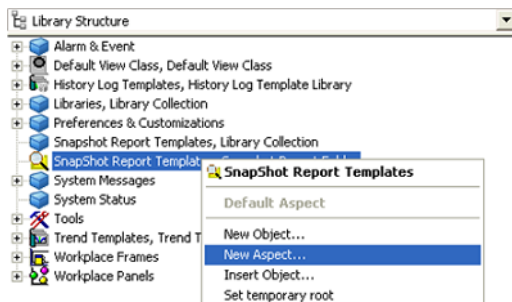 Library Structure
Alarm & Event
Default View Class, Default View Class
History Log Templates, History Log Template Library
Libraries, Library Collection
Preferences & Customizations
Snapshot Report Templates, Library Collection
SnapShot Report Templat
SnapShot Report Templates
System Messages
System Status
Default Aspect
Tools
New Object...
Trend Templates, Trend T
New Aspect...
Workplace Frames
Insert Object...
Workplace Panels
Set temporary root